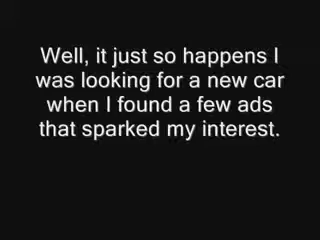 Well, it just so happens I
was looking for a new car
when I found a few ads
that sparked my interest.